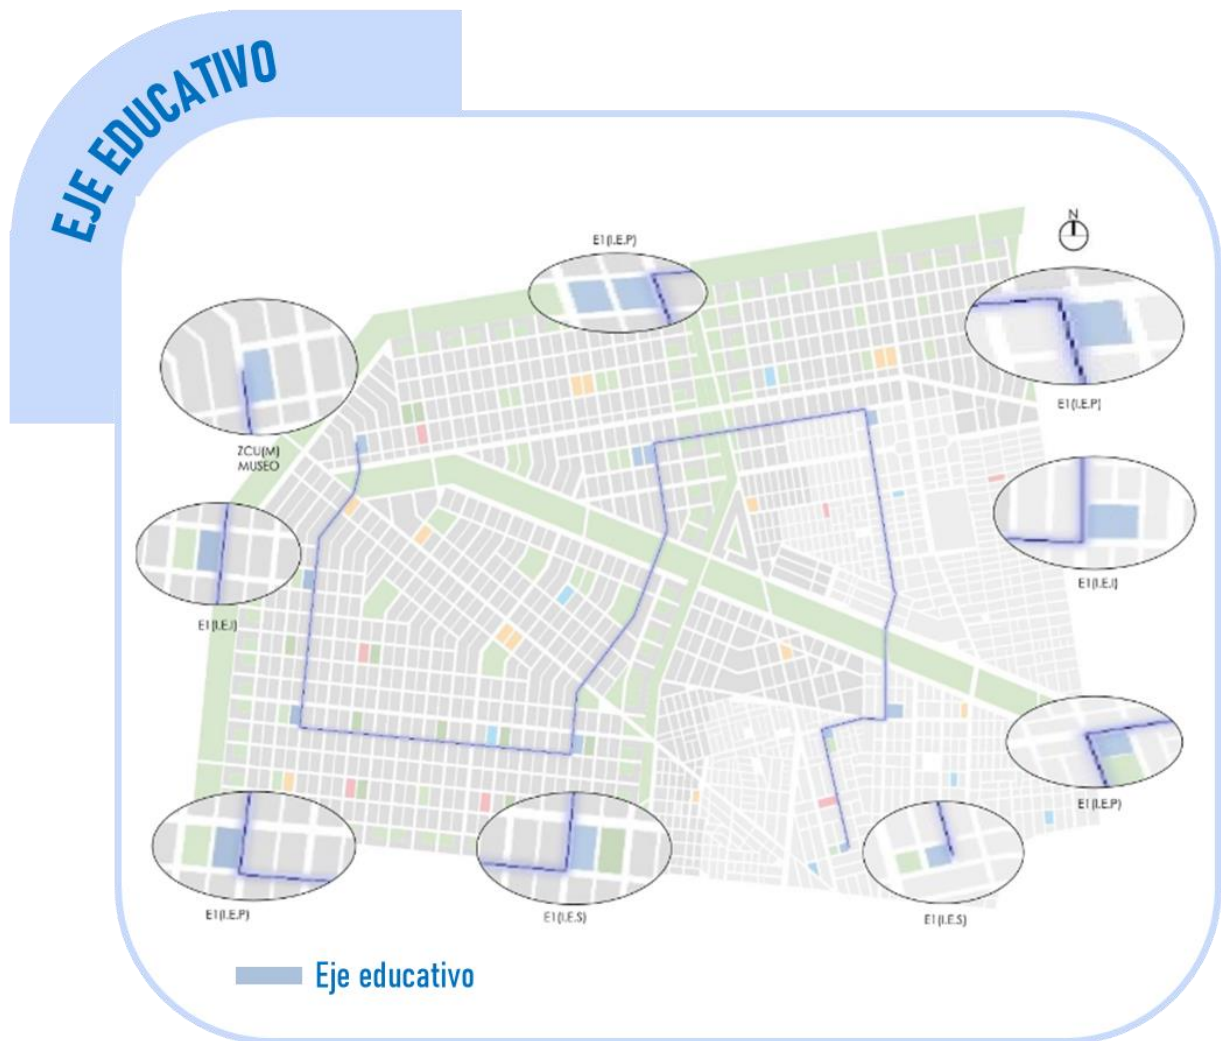 EJE EDUCATIVO
N
E1(I.E.P)
E1(I.E.P)
ZCU(M)
MUSEO
E1(I.E.I)
E1(I.E.I)
E1(I.E.P)
E1(I.E.P)
E1(I.E.S)
E1(I.E.S)
Eje educativo